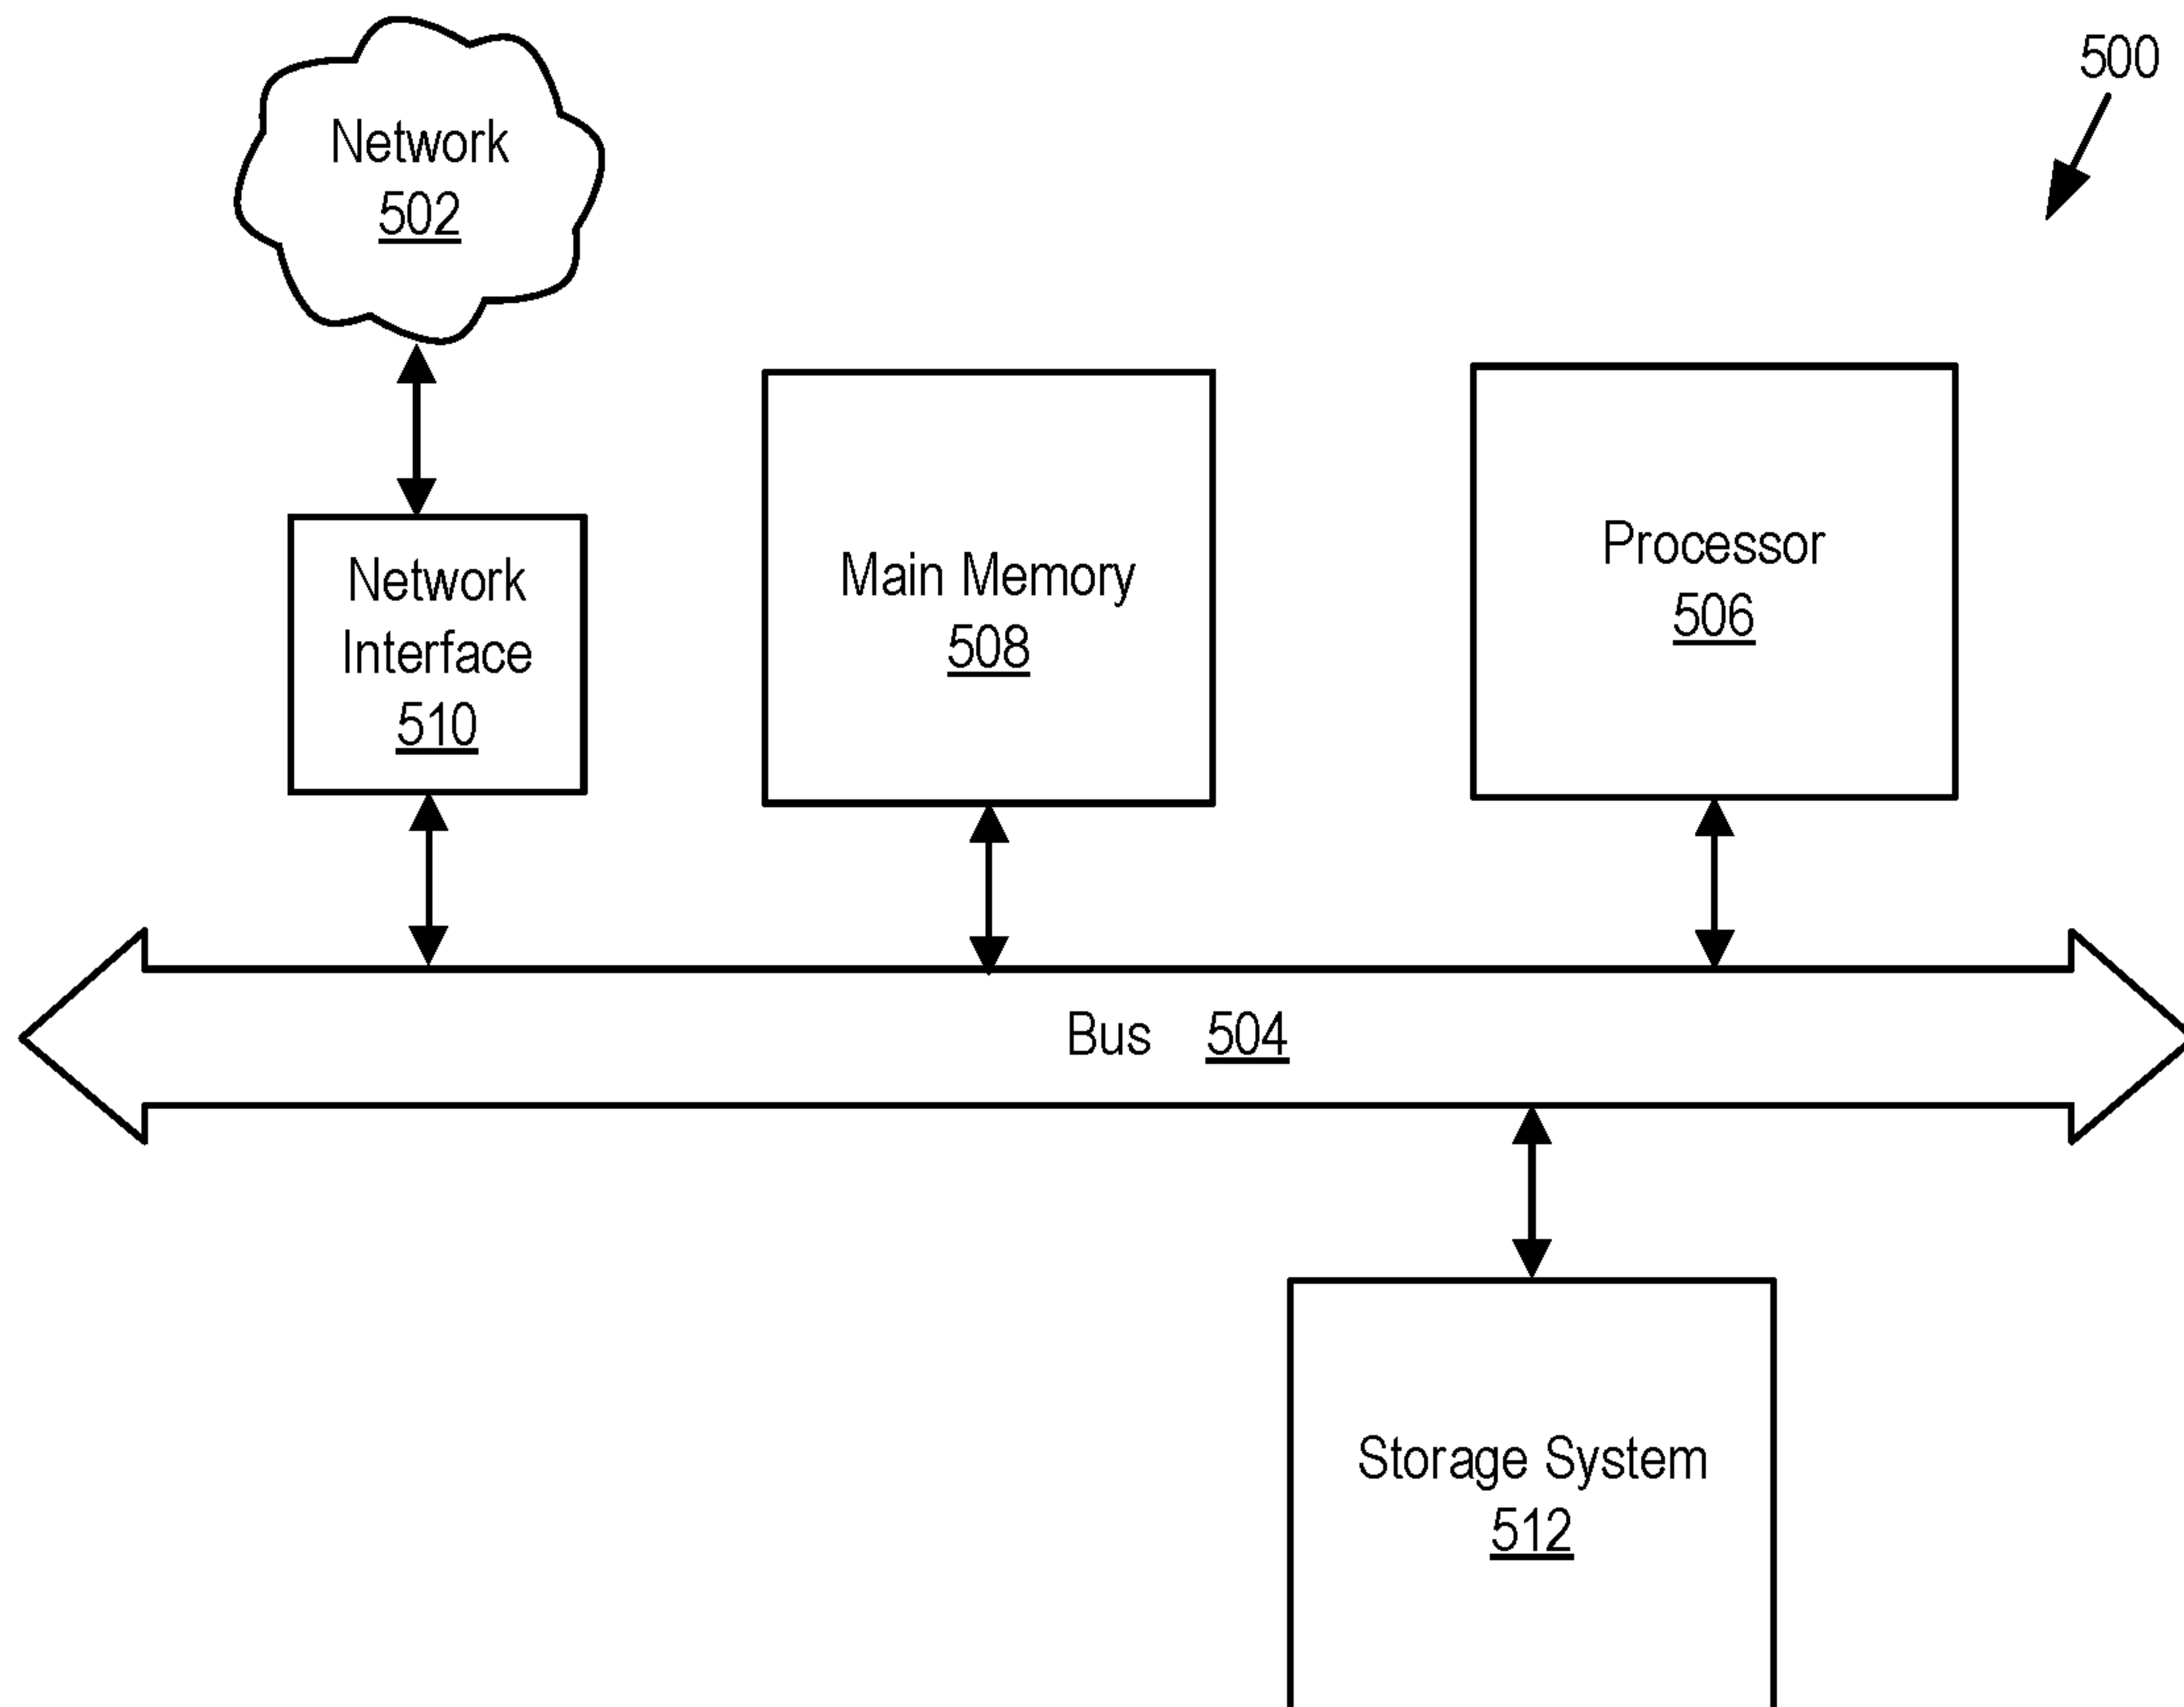 500
Network
502
Network
Interface
510
Main Memory
508
Processor
506
Bus 504
Storage System
512